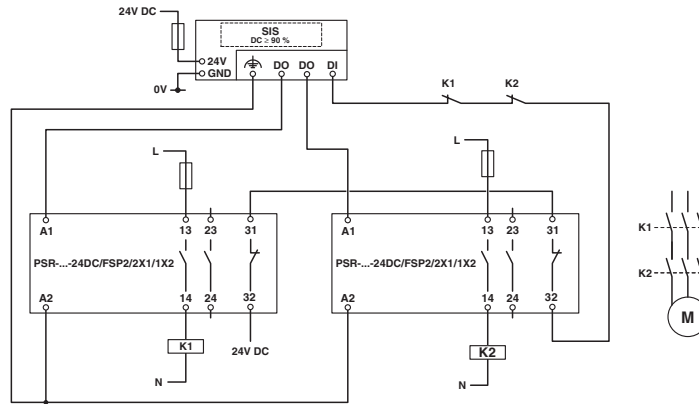 24V DC
SIS
DC ≥ 90 %
24V
GND
DO DO DI
0V
K1 K2
L
L
A1 13 23 31
A1 13 23 31
PSR-...-24DC/FSP2/2X1/1X2
PSR-...-24DC/FSP2/2X1/1X2
A2 14 24 32
A2 14 24 32
K1
24V DC
K2
N
N
K1
K2
M